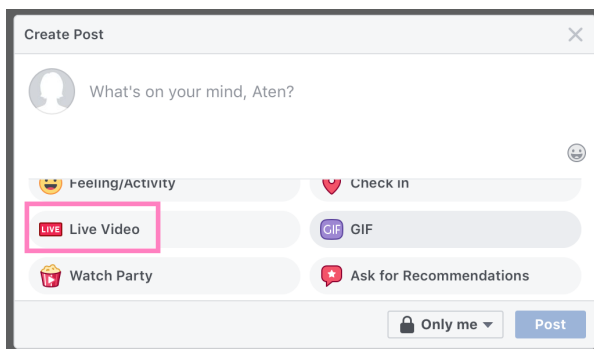 Create Post
What's on your mind, Aten?
Feeling/Activity
Check in
LIVE Live Video
GIF GIF
Watch Party
Ask for Recommendations
Only me
Post